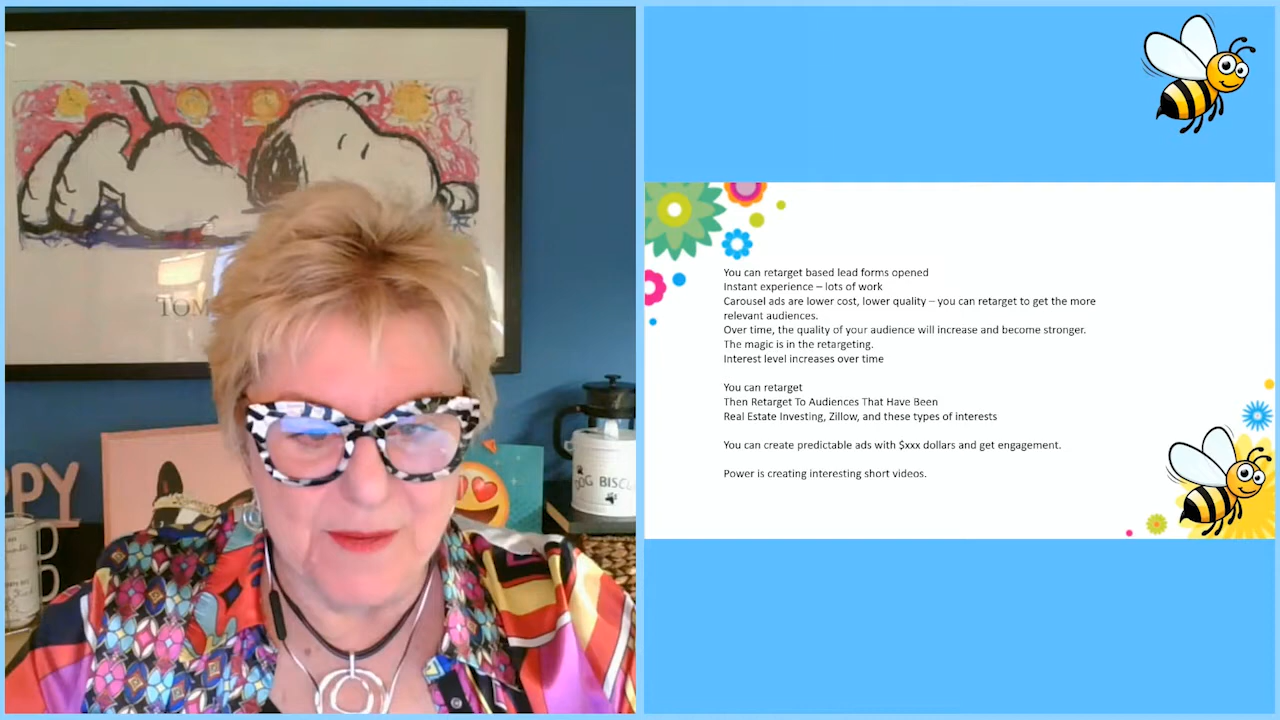 TOM
PPY
DOG BISCU
You can retarget based lead forms opened
Instant experience – lots of work
Carousel ads are lower cost, lower quality – you can retarget to get the more
relevant audiences.
Over time, the quality of your audience will increase and become stronger.
The magic is in the retargeting.
Interest level increases over time
You can retarget
Then Retarget To Audiences That Have Been
Real Estate Investing, Zillow, and these types of interests
You can create predictable ads with $xxx dollars and get engagement.
Power is creating interesting short videos.